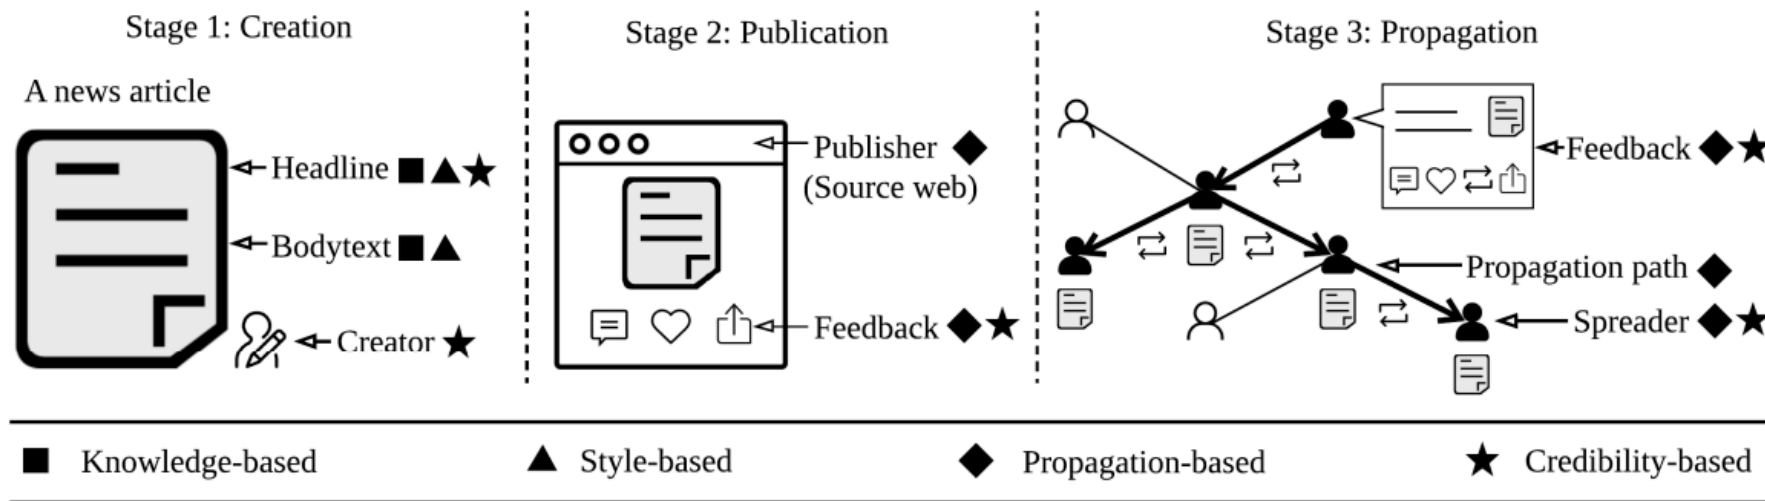 Stage 1: Creation
A news article
Headline
Bodytext
Creator
Stage 2: Publication
Publisher
(Source web)
Feedback
Stage 3: Propagation
Feedback
Propagation path
Spreader
Knowledge-based
Style-based
Propagation-based
Credibility-based